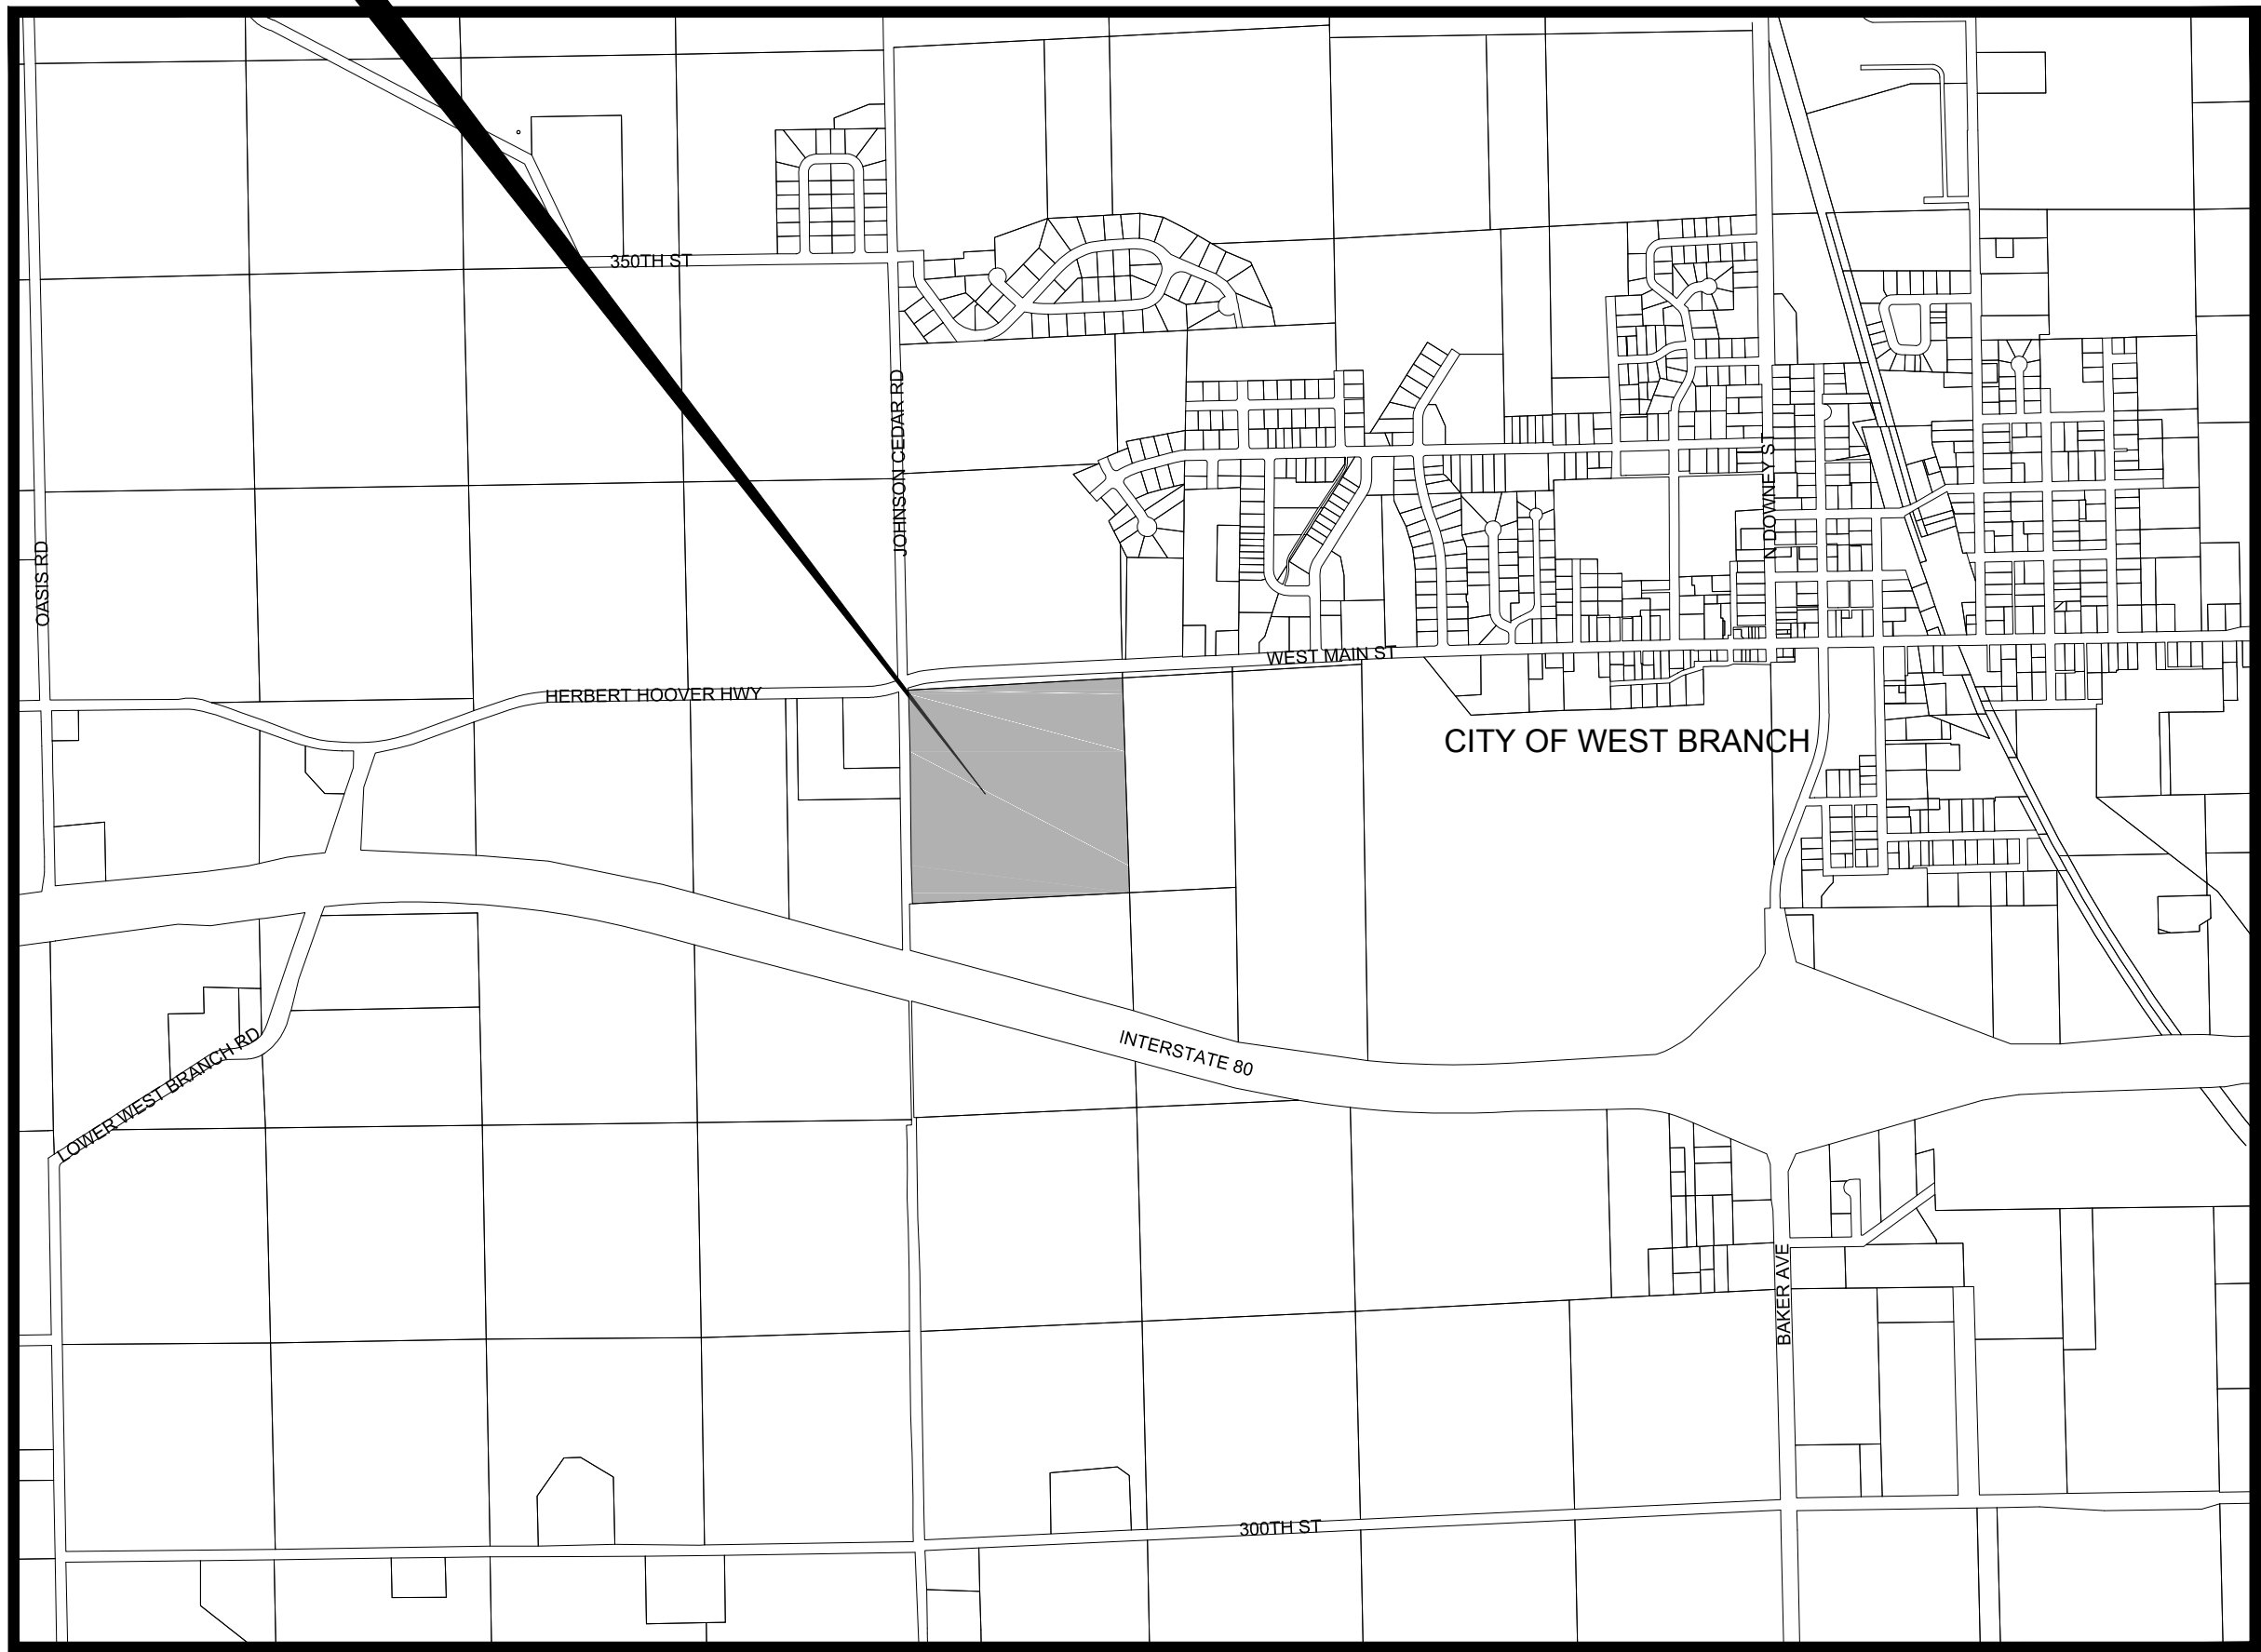 350TH ST
JOHNSON CEDAR RD
N DOWNEY ST
OASIS RD
WEST MAIN ST
HERBERT HOOVER HWY
CITY OF WEST BRANCH
LOWER WEST BRANCH RD
INTERSTATE 80
BAKER AVE
300TH ST